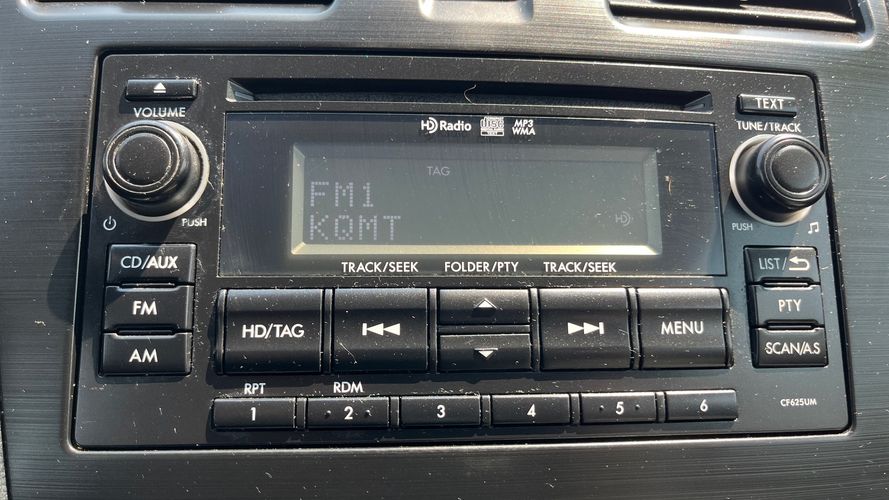 VOLUME
TEXT
TUNE/TRACK
HD Radio
disc
MP3
WMA
TAG
FM1
KQMT
HD
PUSH
PUSH
TRACK/SEEK FOLDER/PTY TRACK/SEEK
CD/AUX
LIST/
FM
HD/TAG
MENU
PTY
AM
SCAN/A.S
RPT RDM
1 2 3 4 5 6
CF625UM